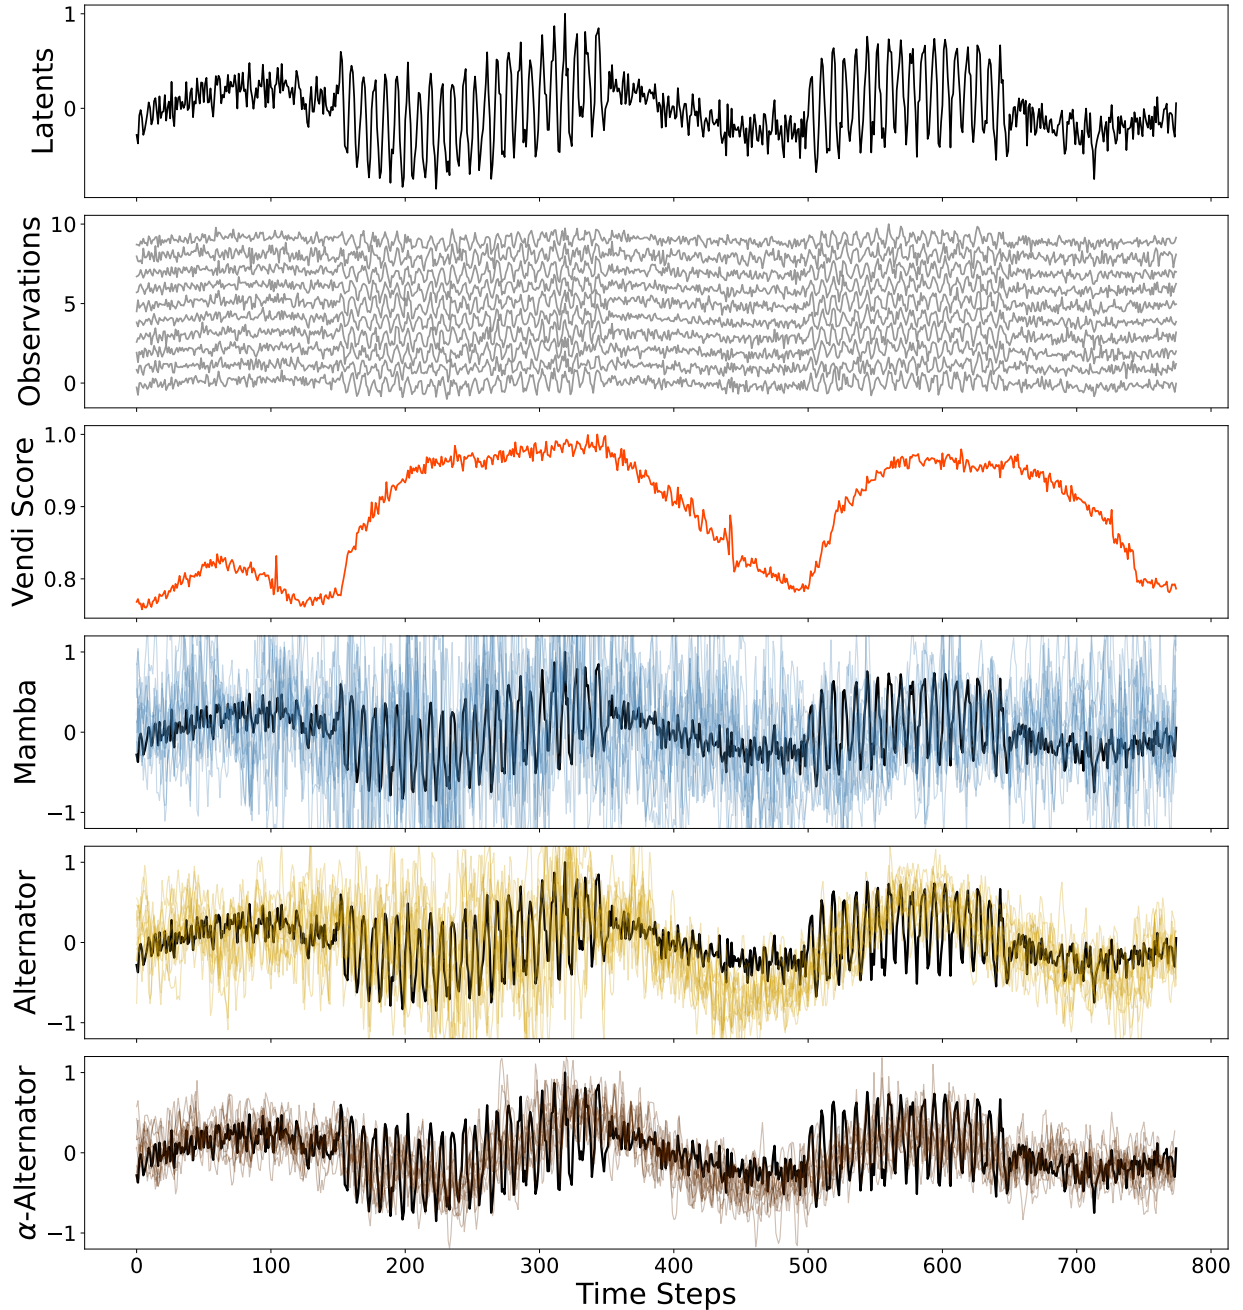 Latents
1
0
Observations
10
5
0
Vendi Score
1.0
0.9
0.8
Mamba
1
0
−1
Alternator
1
0
−1
α-Alternator
1
0
−1
0 100 200 300 400 500 600 700 800
Time Steps